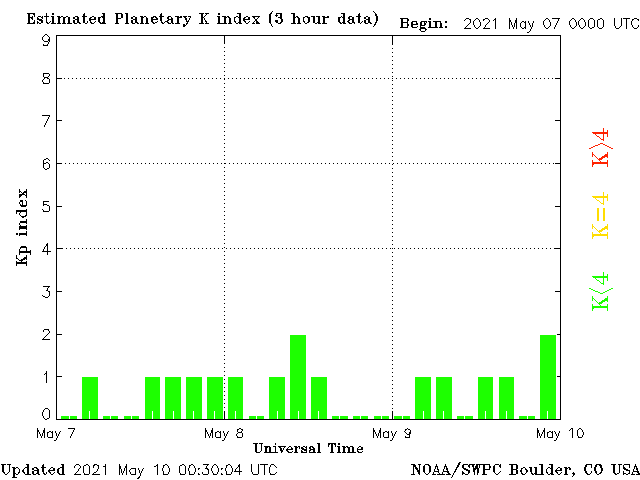 Estimated Planetary K index (3 hour data)
Begin: 2021 May 07 0000 UTC
9
8
7
6
5
4
3
2
1
0
Kp index
K>4
K=4
K<4
May 7
May 8
May 9
May 10
Universal Time
Updated 2021 May 10 00:30:04 UTC
NOAA/SWPC Boulder, CO USA